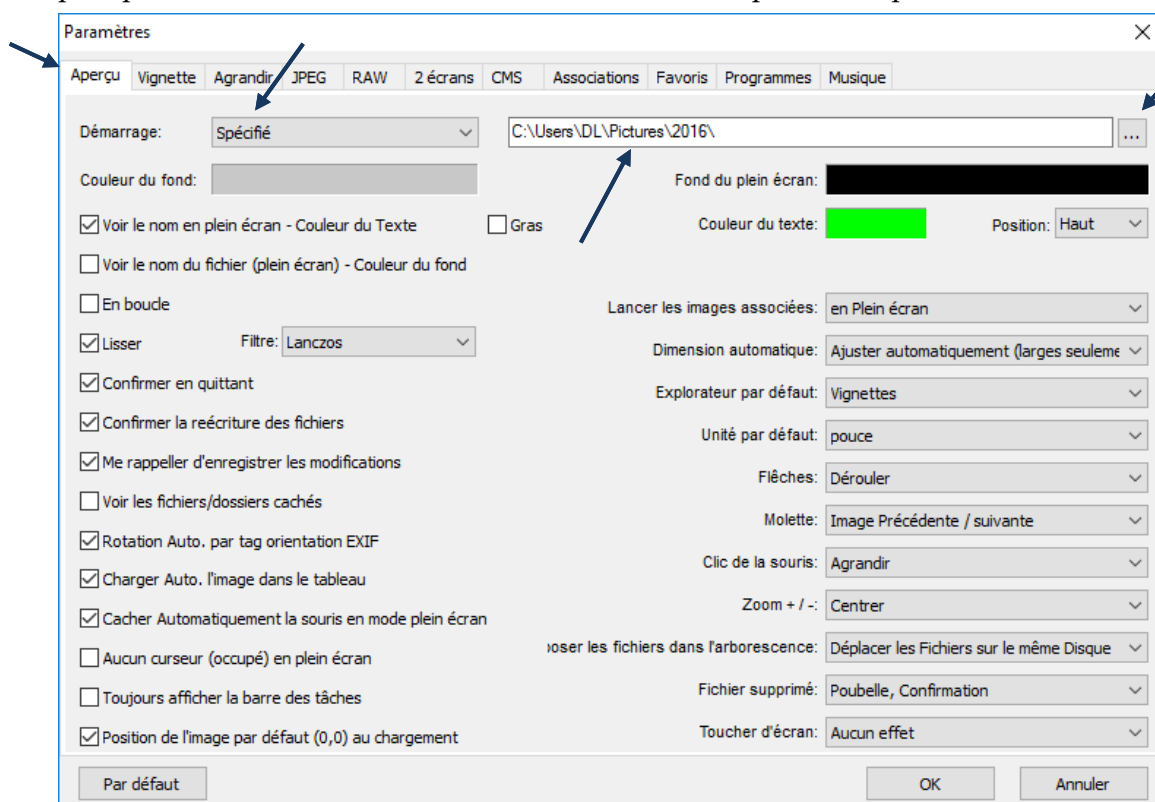 Paramètres
Aperçu Vignette Agrandir JPEG RAW 2 écrans CMS Associations Favoris Programmes Musique
Démarrage: Spécifié C:\Users\DL\Pictures\2016\ ...
Couleur du fond: Fond du plein écran:
Voir le nom en plein écran - Couleur du Texte Gras Couleur du texte: Position: Haut
Voir le nom du fichier (plein écran) - Couleur du fond
En boucle Lancer les images associées: en Plein écran
Lisser Filtre: Lanczos Dimension automatique: Ajuster automatiquement (larges seuleme
Confirmer en quittant Explorateur par défaut: Vignettes
Confirmer la reécriture des fichiers Unité par défaut: pouce
Me rappeller d'enregistrer les modifications Flêches: Dérouler
Voir les fichiers/dossiers cachés Molette: Image Précédente / suivante
Rotation Auto. par tag orientation EXIF Clic de la souris: Agrandir
Charger Auto. l'image dans le tableau Zoom + / -: Centrer
Cacher Automatiquement la souris en mode plein écran oser les fichiers dans l'arborescence: Déplacer les Fichiers sur le même Disque
Aucun curseur (occupé) en plein écran Fichier supprimé: Poubelle, Confirmation
Toujours afficher la barre des tâches Toucher d'écran: Aucun effet
Position de l'image par défaut (0,0) au chargement
Par défaut OK Annuler